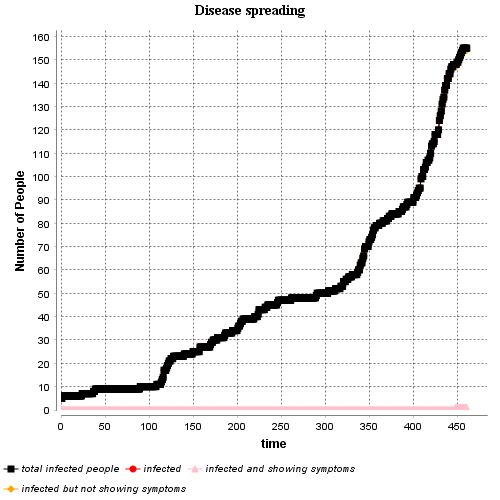 Disease spreading
160
150
140
130
120
110
100
90
80
70
60
50
40
30
20
10
0
Number of People
0 50 100 150 200 250 300 350 400 450
time
total infected people infected infected and showing symptoms
infected but not showing symptoms